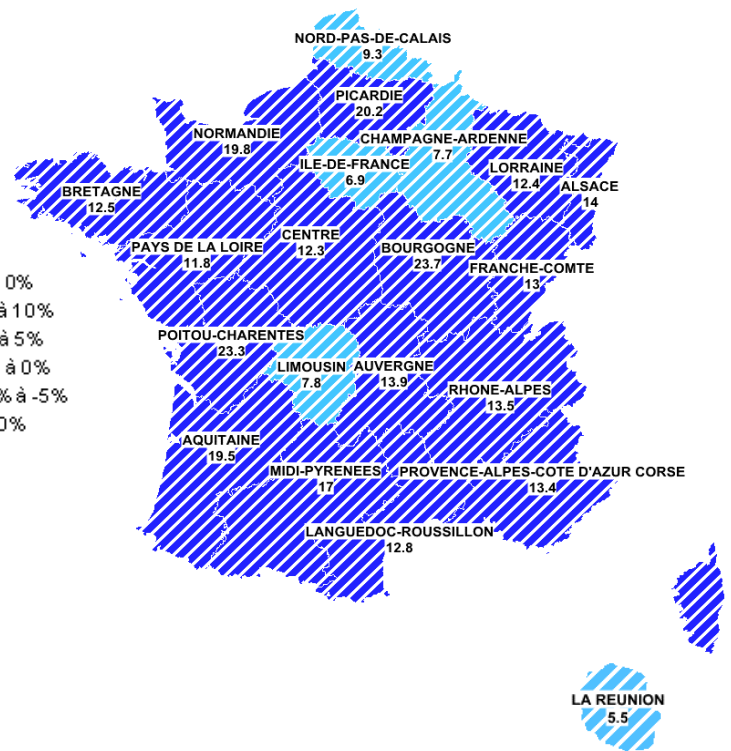 NORD-PAS-DE-CALAIS
9.3
PICARDIE
20.2
NORMANDIE
19.8
CHAMPAGNE-ARDENNE
7.7
ILE-DE-FRANCE
6.9
LORRAINE
12.4
ALSACE
14
BRETAGNE
12.5
PAYS DE LA LOIRE
11.8
CENTRE
12.3
BOURGOGNE
23.7
FRANCHE-COMTE
13
0%
à 10%
à 5%
à 0%
% à -5%
0%
POITOU-CHARENTES
23.3
LIMOUSIN
7.8
AUVERGNE
13.9
RHONE-ALPES
13.5
AQUITAINE
19.5
MIDI-PYRENEES
17
PROVENCE-ALPES-COTE D'AZUR CORSE
13.4
LANGUEDOC-ROUSSILLON
12.8
LA REUNION
5.5